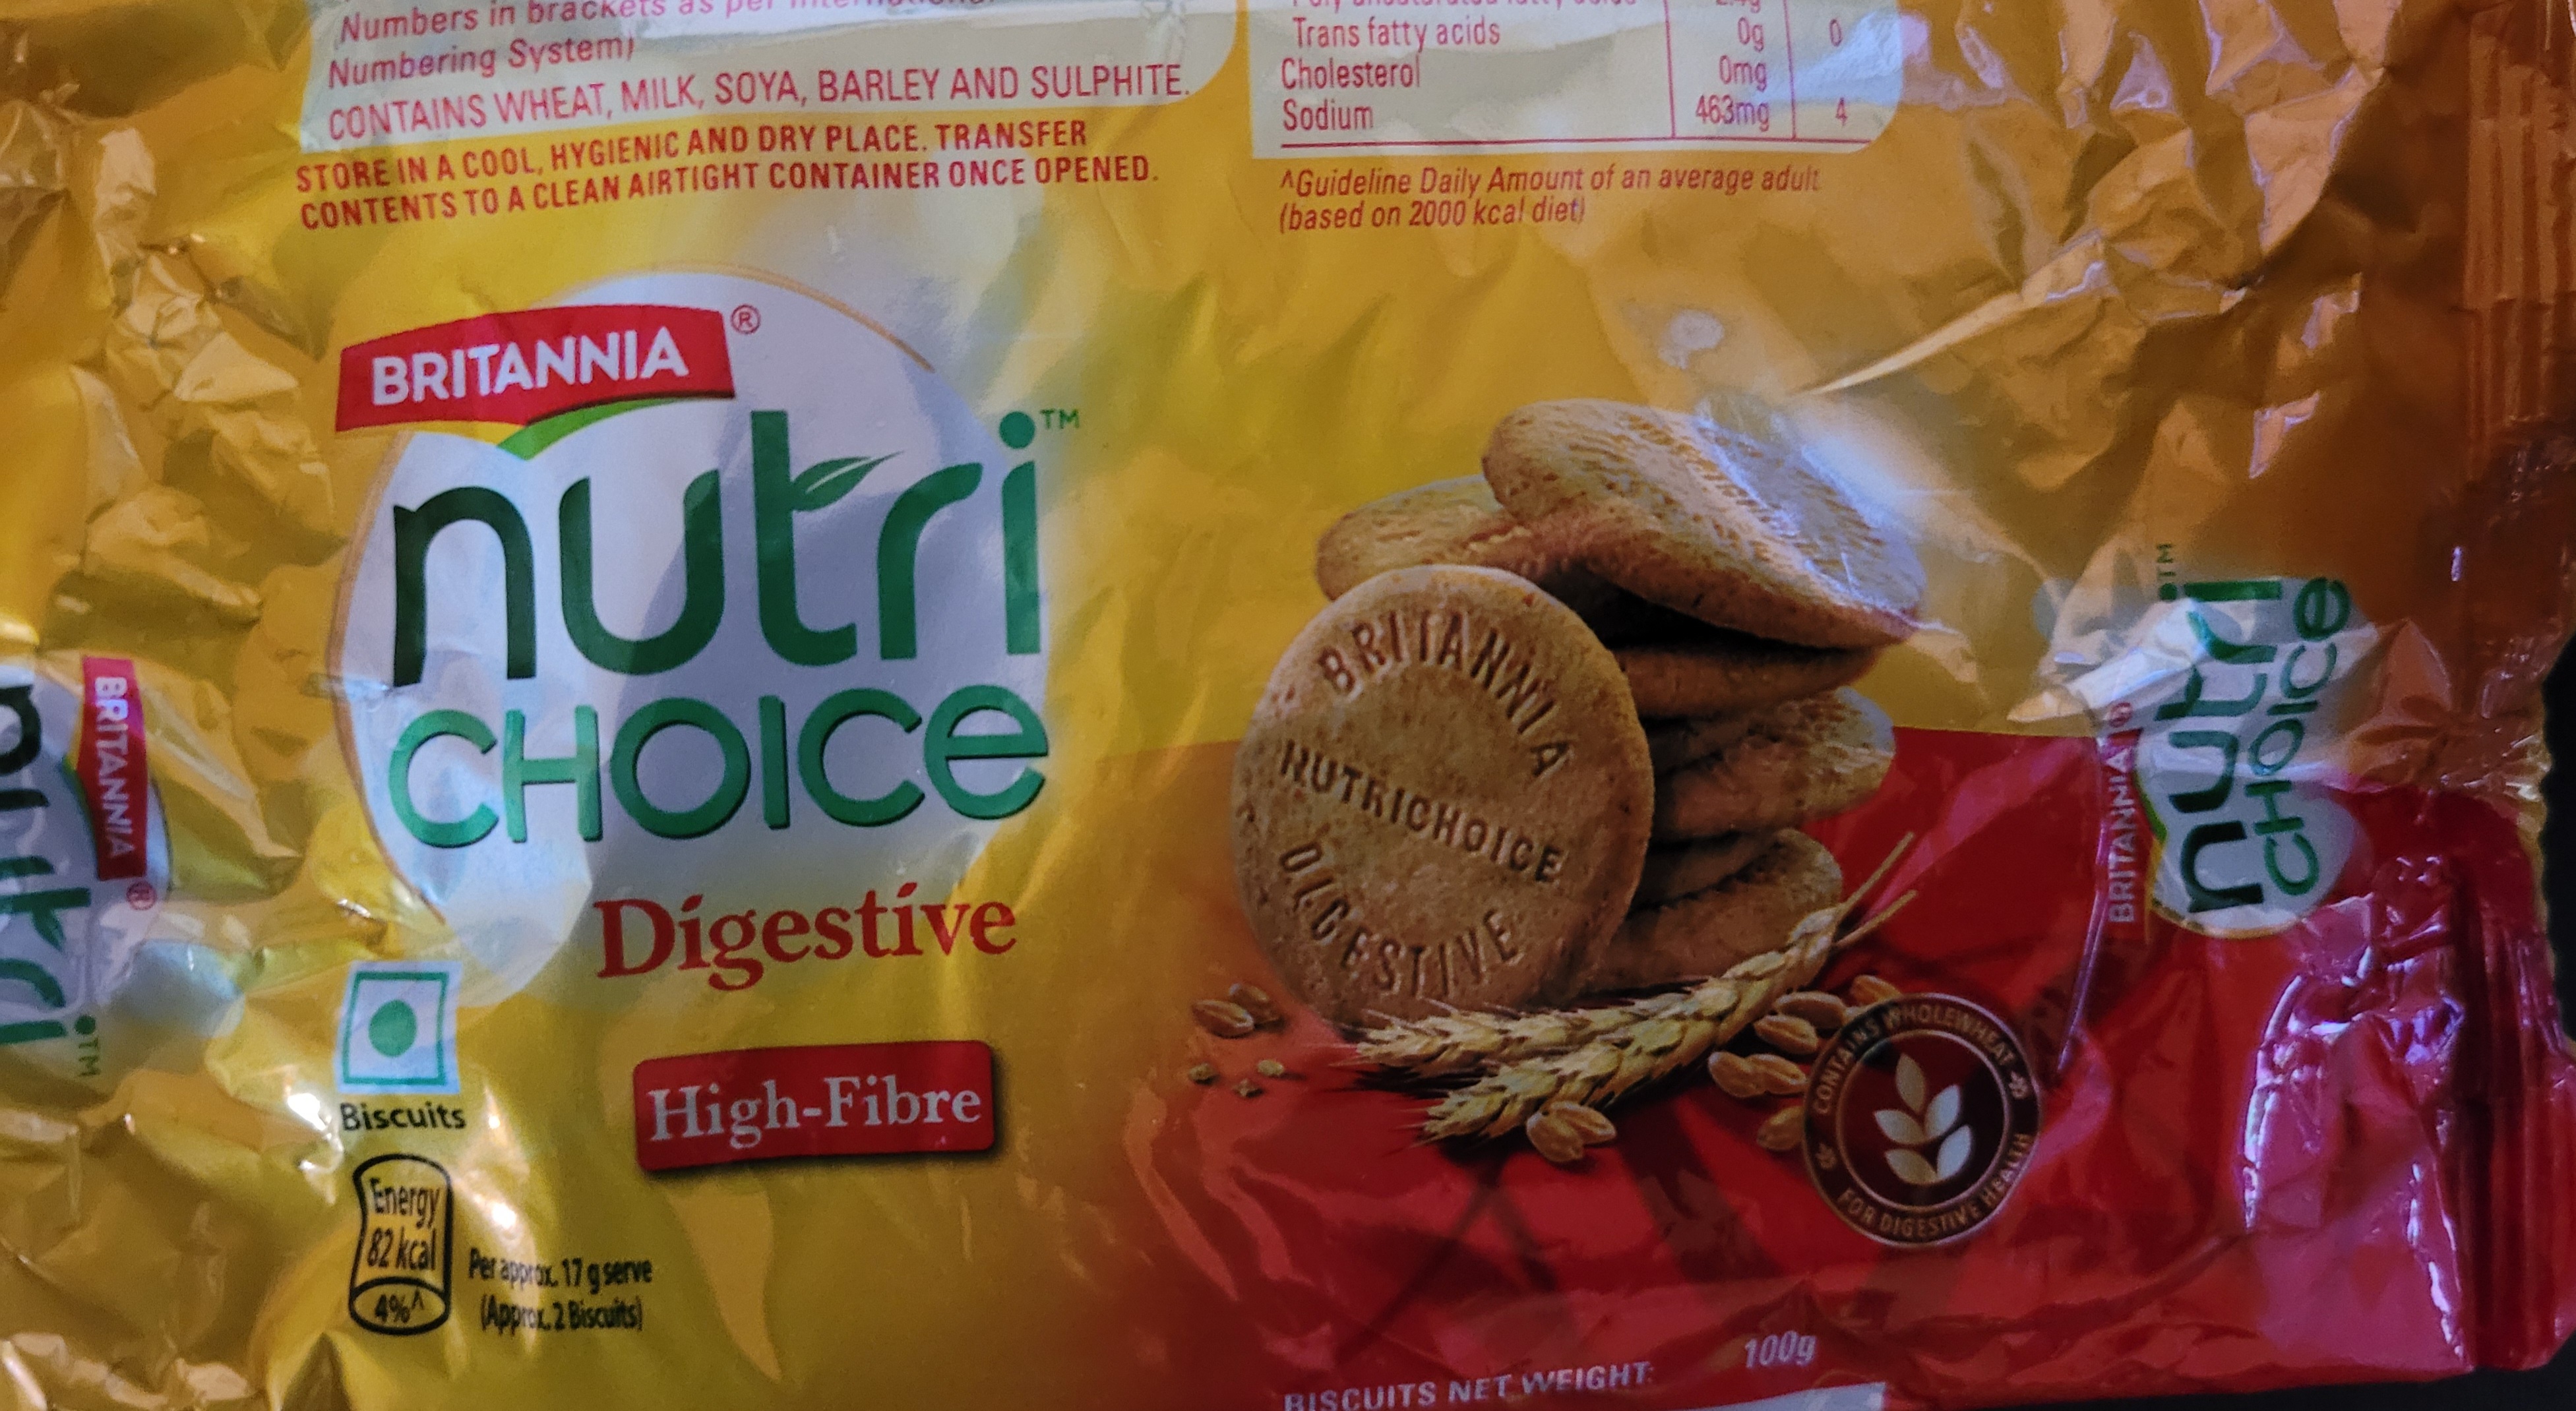 (Numbers in brackets as per
Numbering System)
CONTAINS WHEAT, MILK, SOYA, BARLEY AND SULPHITE.
STORE IN A COOL, HYGIENIC AND DRY PLACE. TRANSFER
CONTENTS TO A CLEAN AIRTIGHT CONTAINER ONCE OPENED.
Trans fatty acids 0g 0
Cholesterol 0mg
Sodium 463mg 4
^Guideline Daily Amount of an average adult
(based on 2000 kcal diet)
BRITANNIA®
nutri™
CHOICe
Digestive
High-Fibre
Biscuits
Energy
82 kcal
4%^
Per approx. 17 g serve
(Approx. 2 Biscuits)
BRITANNIA
NUTRICHOICE
DIGESTIVE
CONTAINS WHOLEWHEAT
FOR DIGESTIVE HEALTH
BISCUITS NET WEIGHT: 100g
BRITANNIA®
nutri™
CHOICe
BRITANNIA®
nutri™